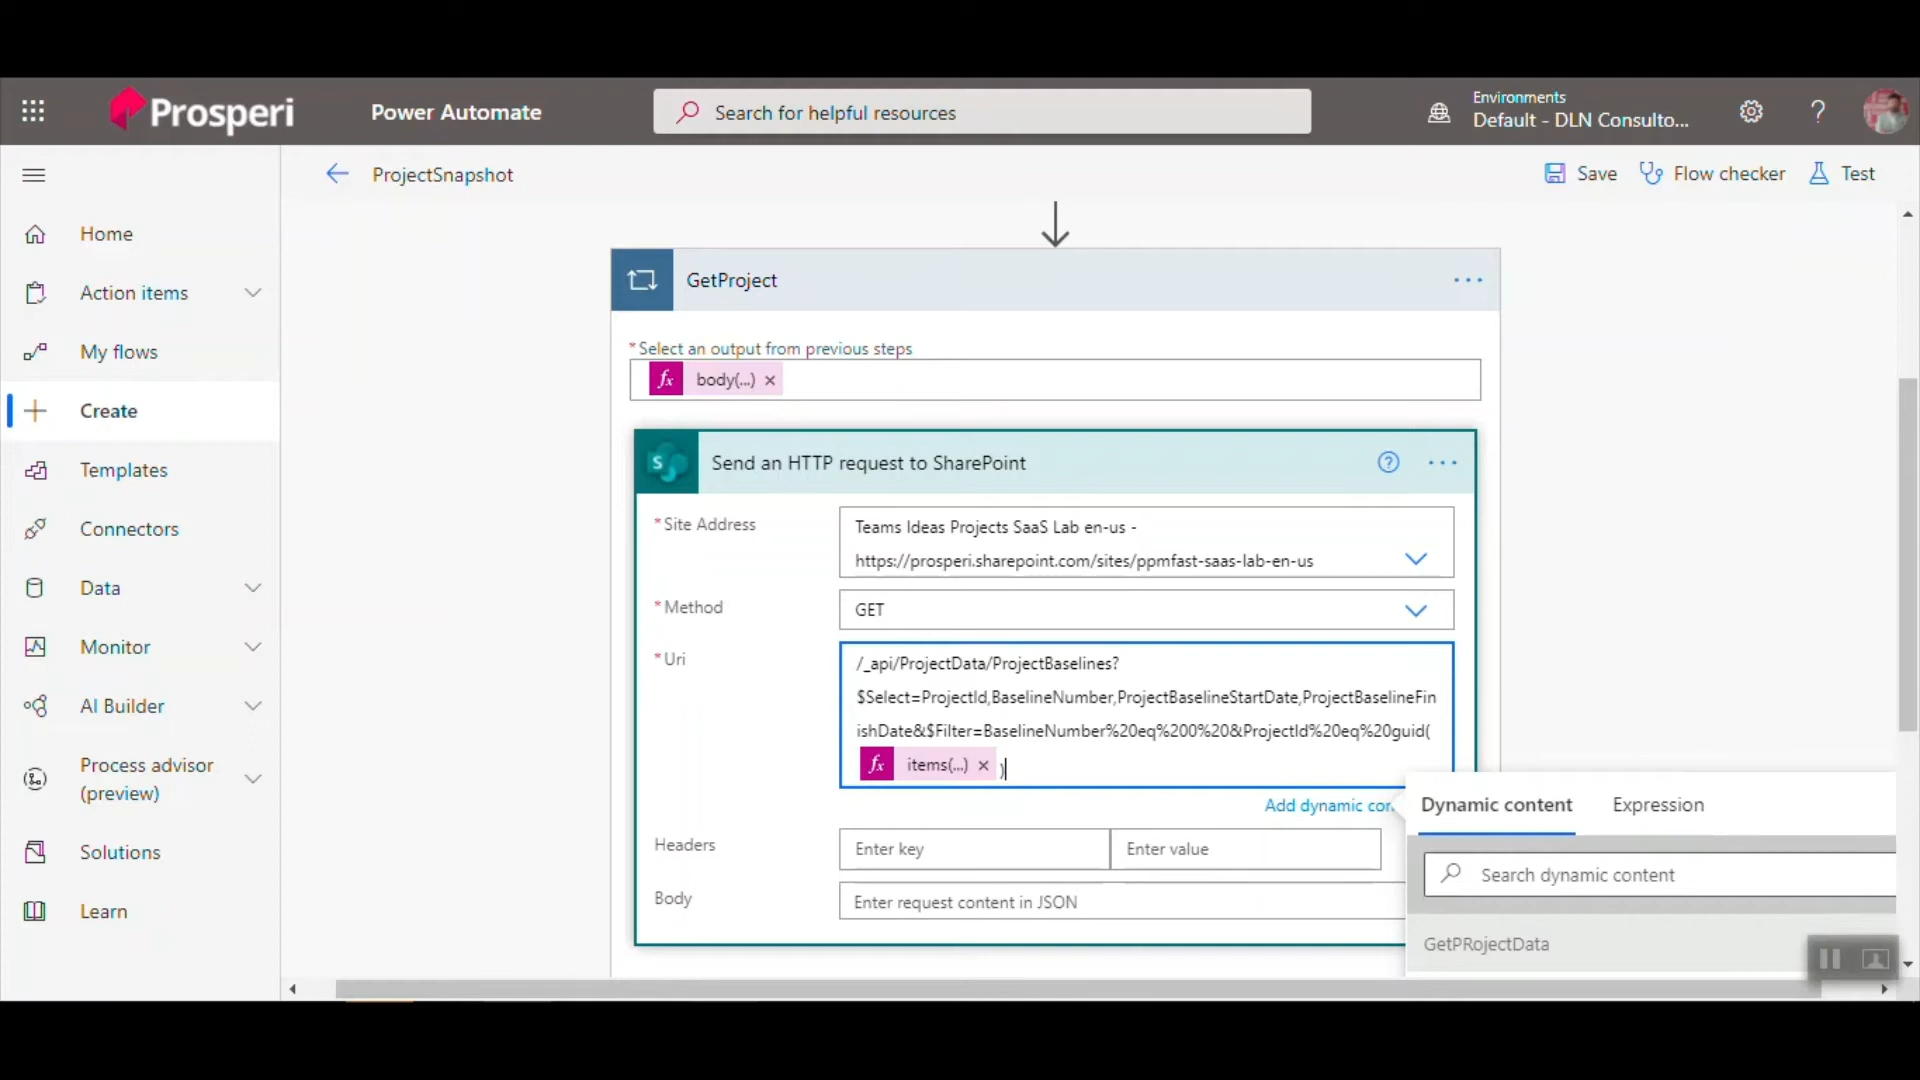 Prosperi
Power Automate
Search for helpful resources
Environments
Default - DLN Consulto...
?
ProjectSnapshot
Save
Flow checker
Test
Home
Action items
My flows
Create
Templates
Connectors
Data
Monitor
AI Builder
Process advisor
(preview)
Solutions
Learn
GetProject
...
* Select an output from previous steps
fx body(...) ×
S
Send an HTTP request to SharePoint
?
...
* Site Address
Teams Ideas Projects SaaS Lab en-us -
https://prosperi.sharepoint.com/sites/ppmfast-saas-lab-en-us
* Method
GET
* Uri
/_api/ProjectData/ProjectBaselines?
$Select=ProjectId,BaselineNumber,ProjectBaselineStartDate,ProjectBaselineFin
ishDate&$Filter=BaselineNumber%20eq%200%20&ProjectId%20eq%20guid(
fx items(...) × )
Add dynamic con
Headers
Enter key
Enter value
Body
Enter request content in JSON
Dynamic content
Expression
Search dynamic content
GetPRojectData